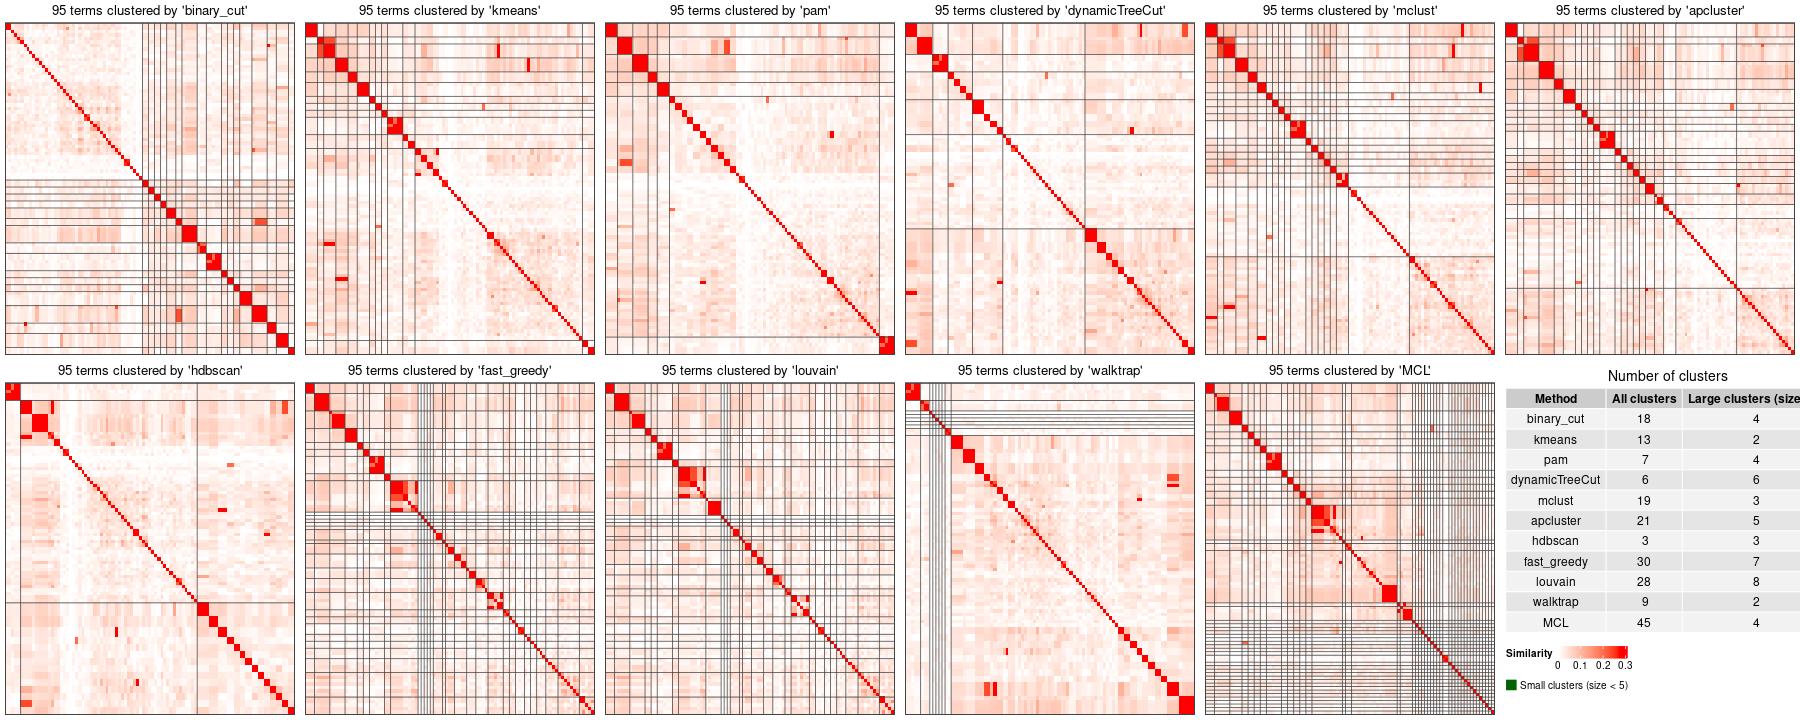 95 terms clustered by 'binary_cut'
95 terms clustered by 'kmeans'
95 terms clustered by 'pam'
95 terms clustered by 'dynamicTreeCut'
95 terms clustered by 'mclust'
95 terms clustered by 'apcluster'
95 terms clustered by 'hdbscan'
95 terms clustered by 'fast_greedy'
95 terms clustered by 'louvain'
95 terms clustered by 'walktrap'
95 terms clustered by 'MCL'
Number of clusters
Method All clusters Large clusters (size
binary_cut 18 4
kmeans 13 2
pam 7 4
dynamicTreeCut 6 6
mclust 19 3
apcluster 21 5
hdbscan 3 3
fast_greedy 30 7
louvain 28 8
walktrap 9 2
MCL 45 4
Similarity
0 0.1 0.2 0.3
Small clusters (size < 5)